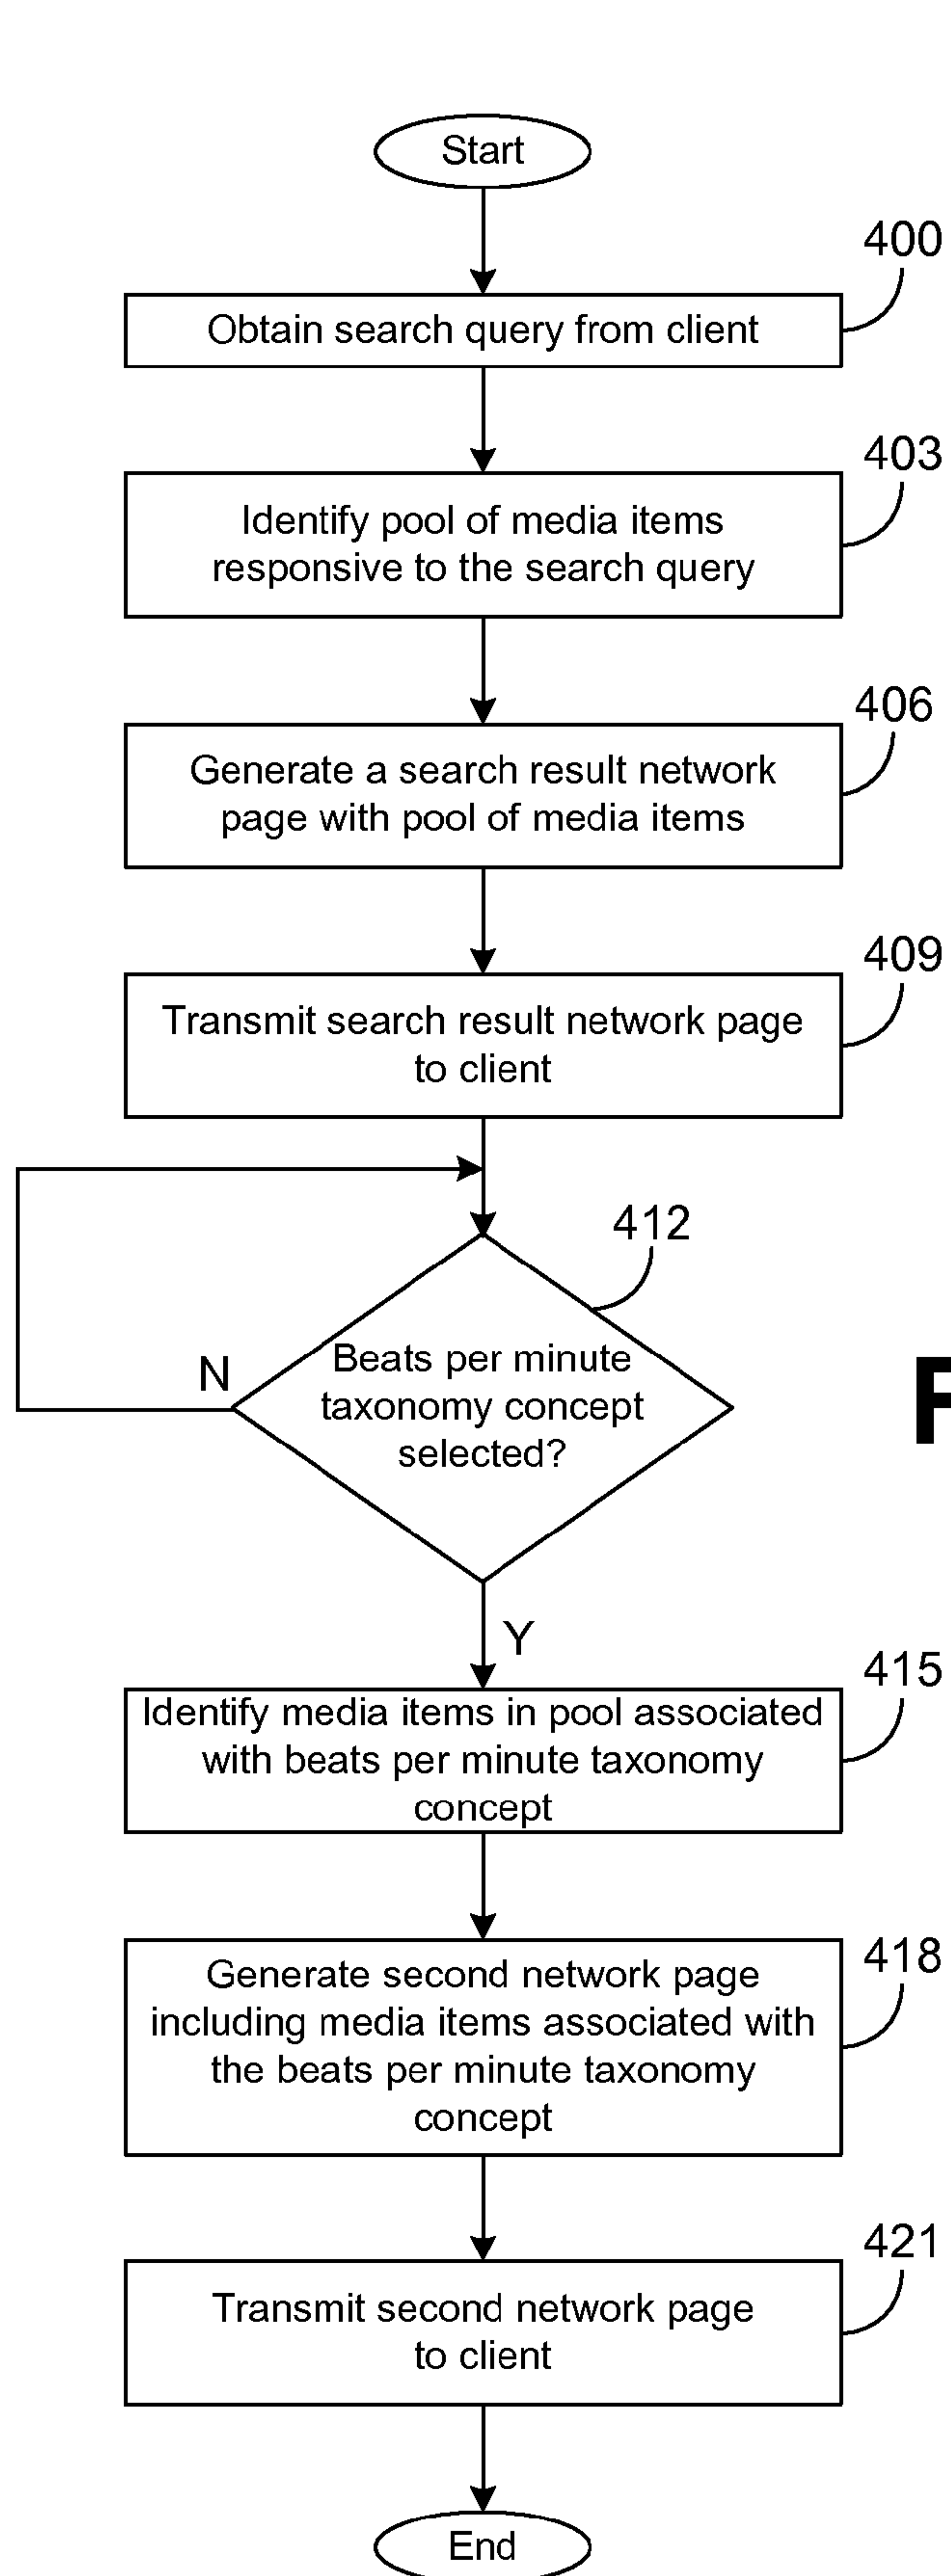 Start
400
Obtain search query from client
403
Identify pool of media items
responsive to the search query
406
Generate a search result network
page with pool of media items
409
Transmit search result network page
to client
412
Beats per minute
taxonomy concept
selected?
N
Y
415
Identify media items in pool associated
with beats per minute taxonomy
concept
418
Generate second network page
including media items associated with
the beats per minute taxonomy
concept
421
Transmit second network page
to client
End